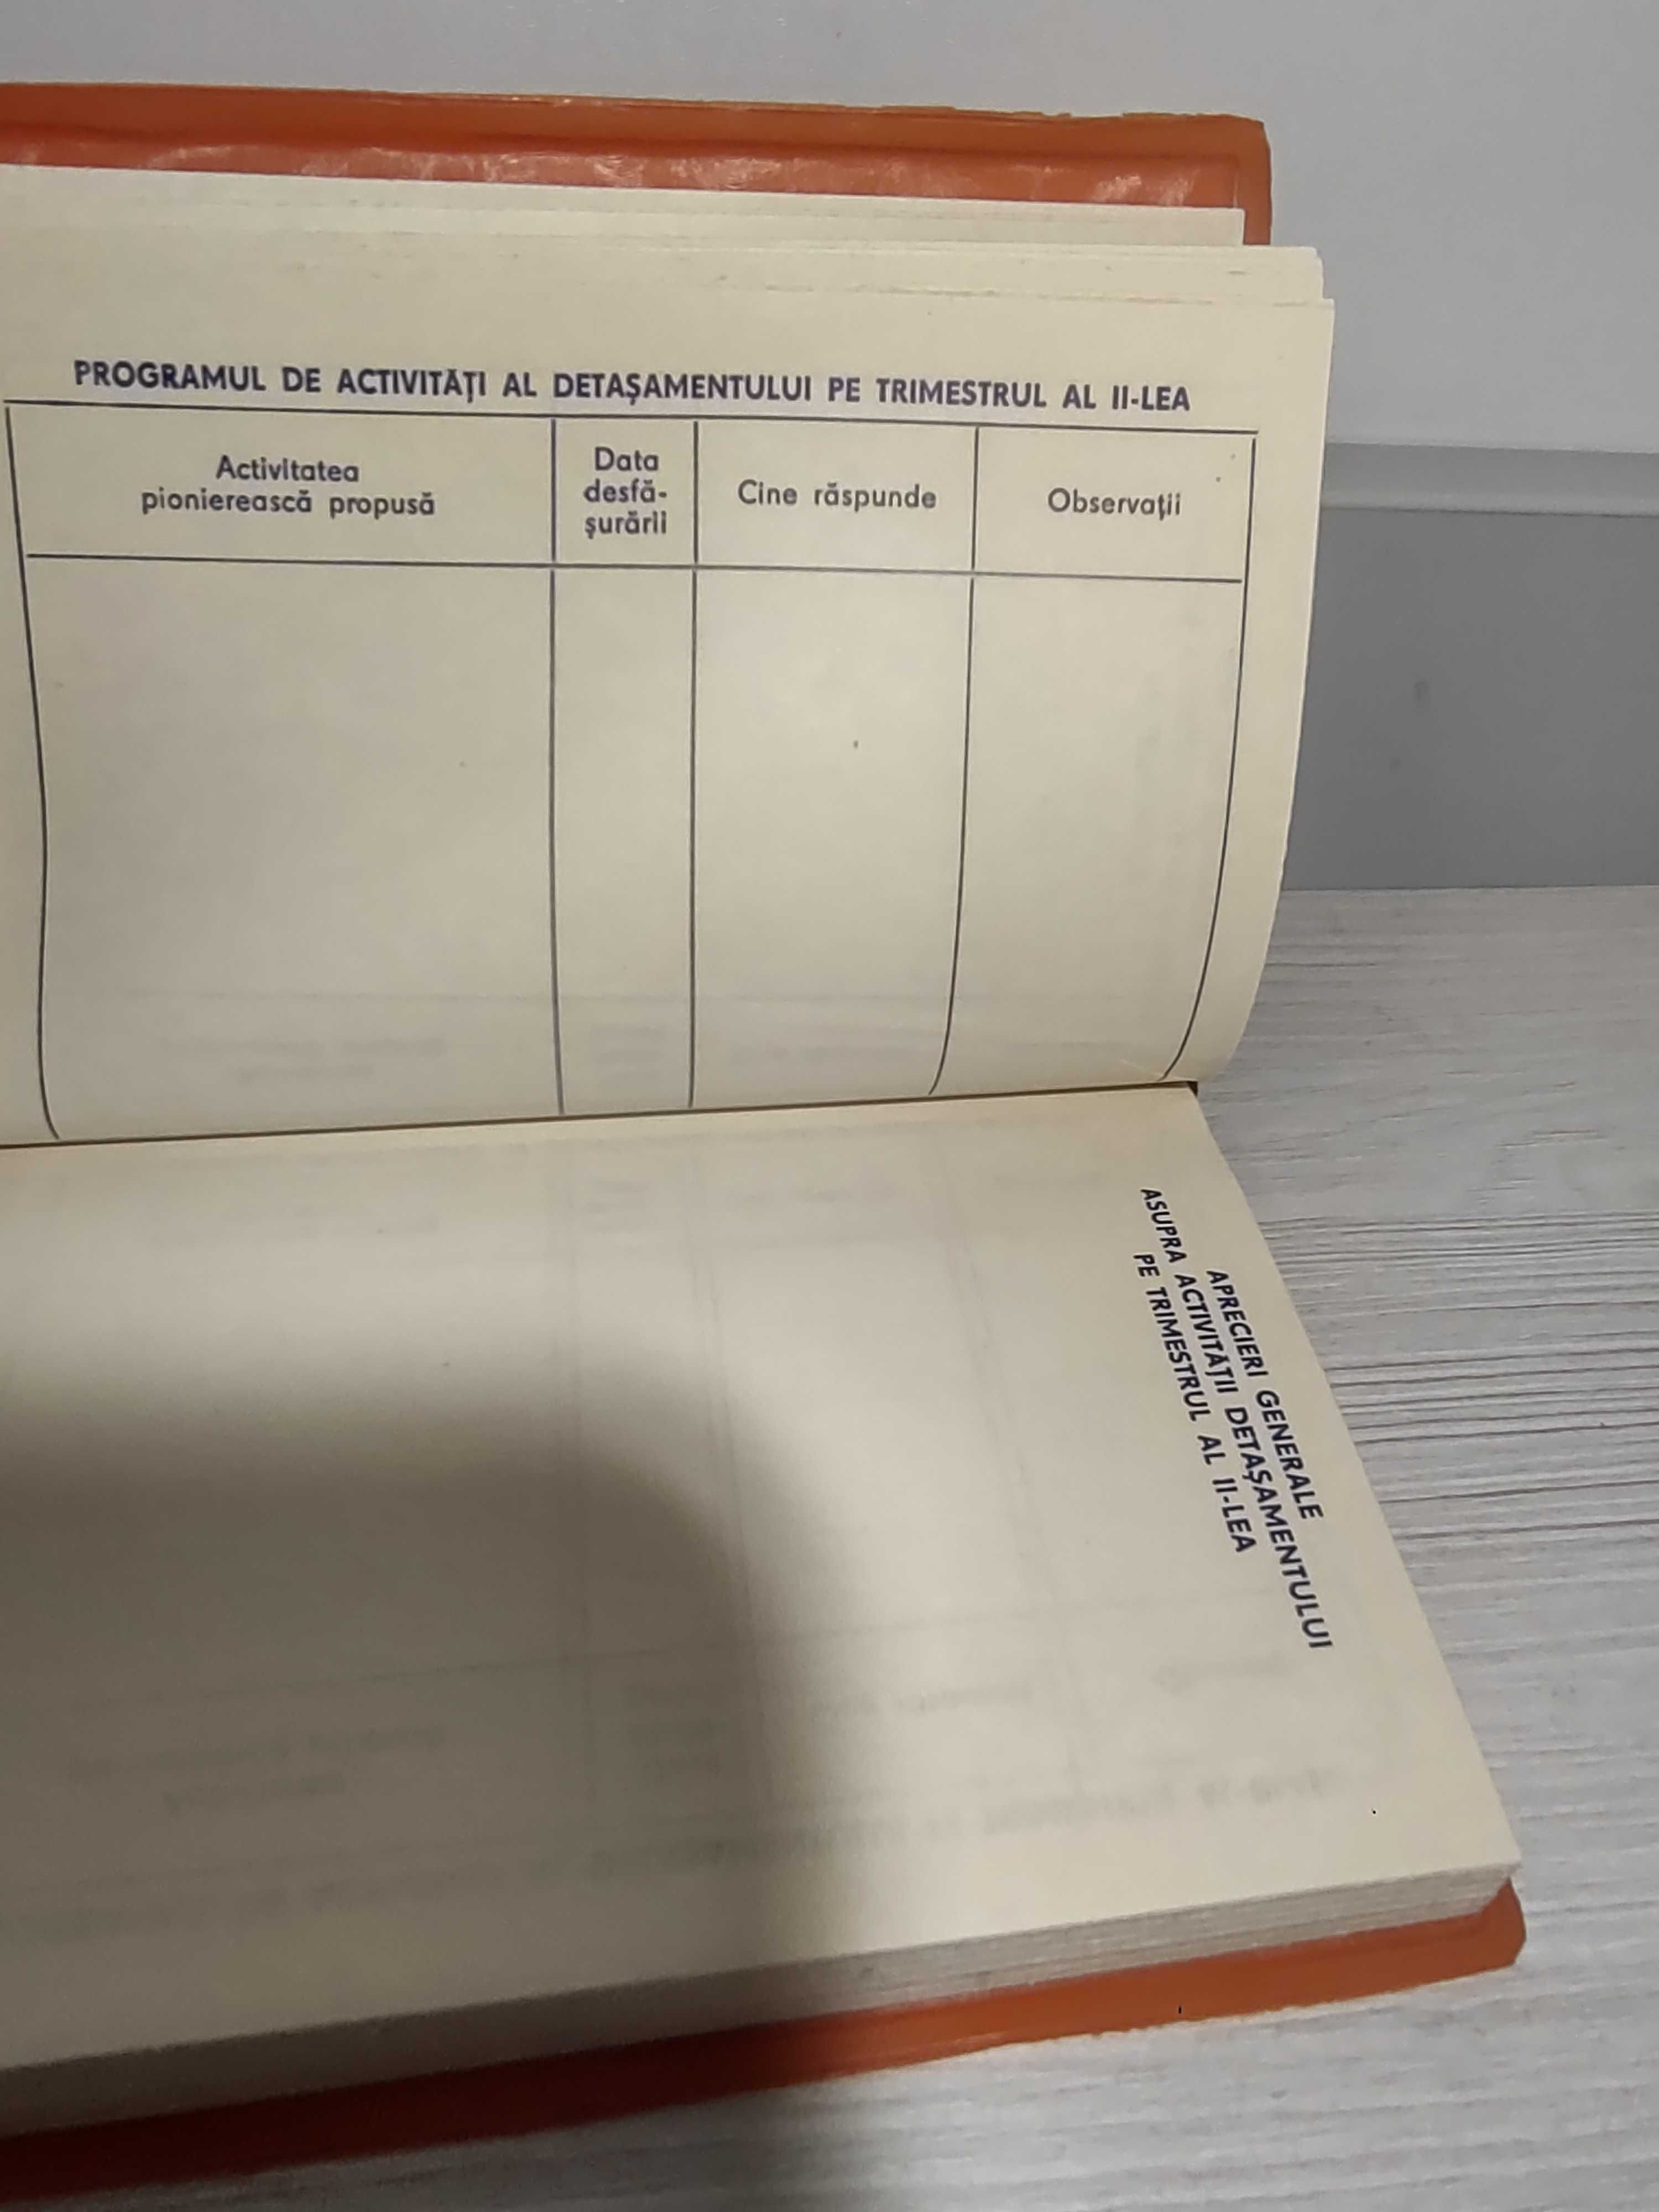 PROGRAMUL DE ACTIVITĂȚI AL DETAȘAMENTULUI PE TRIMESTRUL AL II-LEA
Activitatea
pionierească propusă
Data
desfă-
șurării
Cine răspunde
Observații
APRECIERI GENERALE
ASUPRA ACTIVITĂȚII DETAȘAMENTULUI
PE TRIMESTRUL AL II-LEA